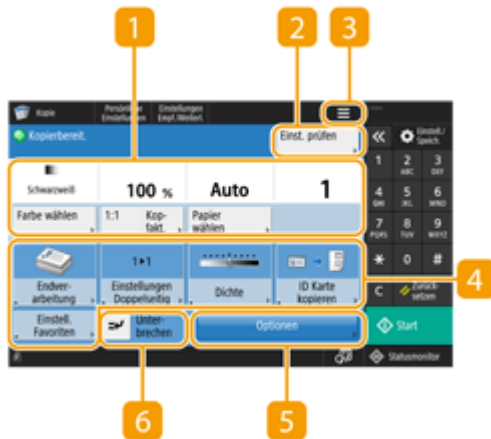 1
2
3
Kopie
Persönliche Einstellungen
Einstellungen Empf./Weiterl.
Kopierbereit.
Einst. prüfen
Einstell./
Speich.
1
2
ABC
3
DEF
Schwarzweiß
100 %
Auto
1
4
GHI
5
JKL
6
MNO
Farbe wählen
1:1
Kop-
fakt.
Papier
wählen
7
PQRS
8
TUV
9
WXYZ
1▸1
* 0 #
Endver-
arbeitung
Einstellungen
Doppelseitig
Dichte
ID Karte
kopieren
4
C
Zurück-
setzen
Einstell.
Favoriten
Unter-
brechen
Optionen
Start
Statusmonitor
6
5